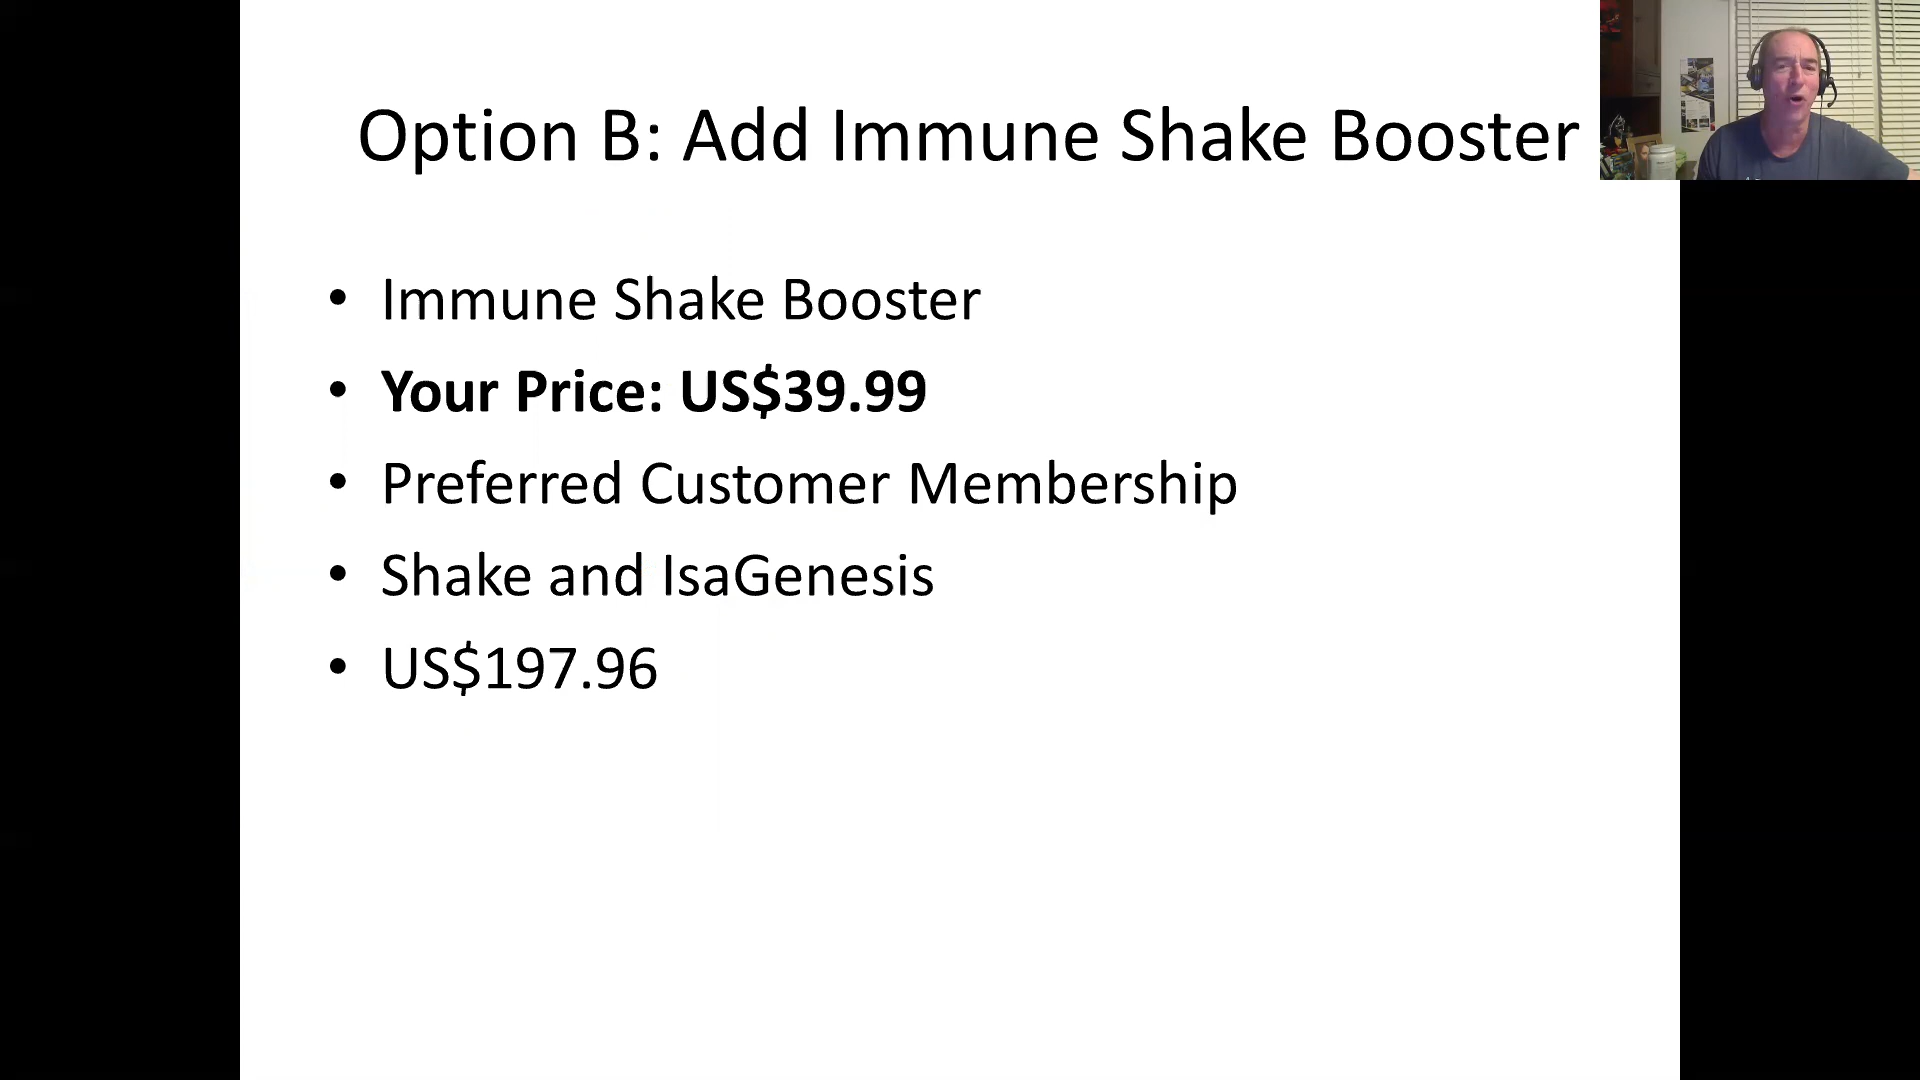 Option B: Add Immune Shake Booster
• Immune Shake Booster
• Your Price: US$39.99
• Preferred Customer Membership
• Shake and IsaGenesis
• US$197.96